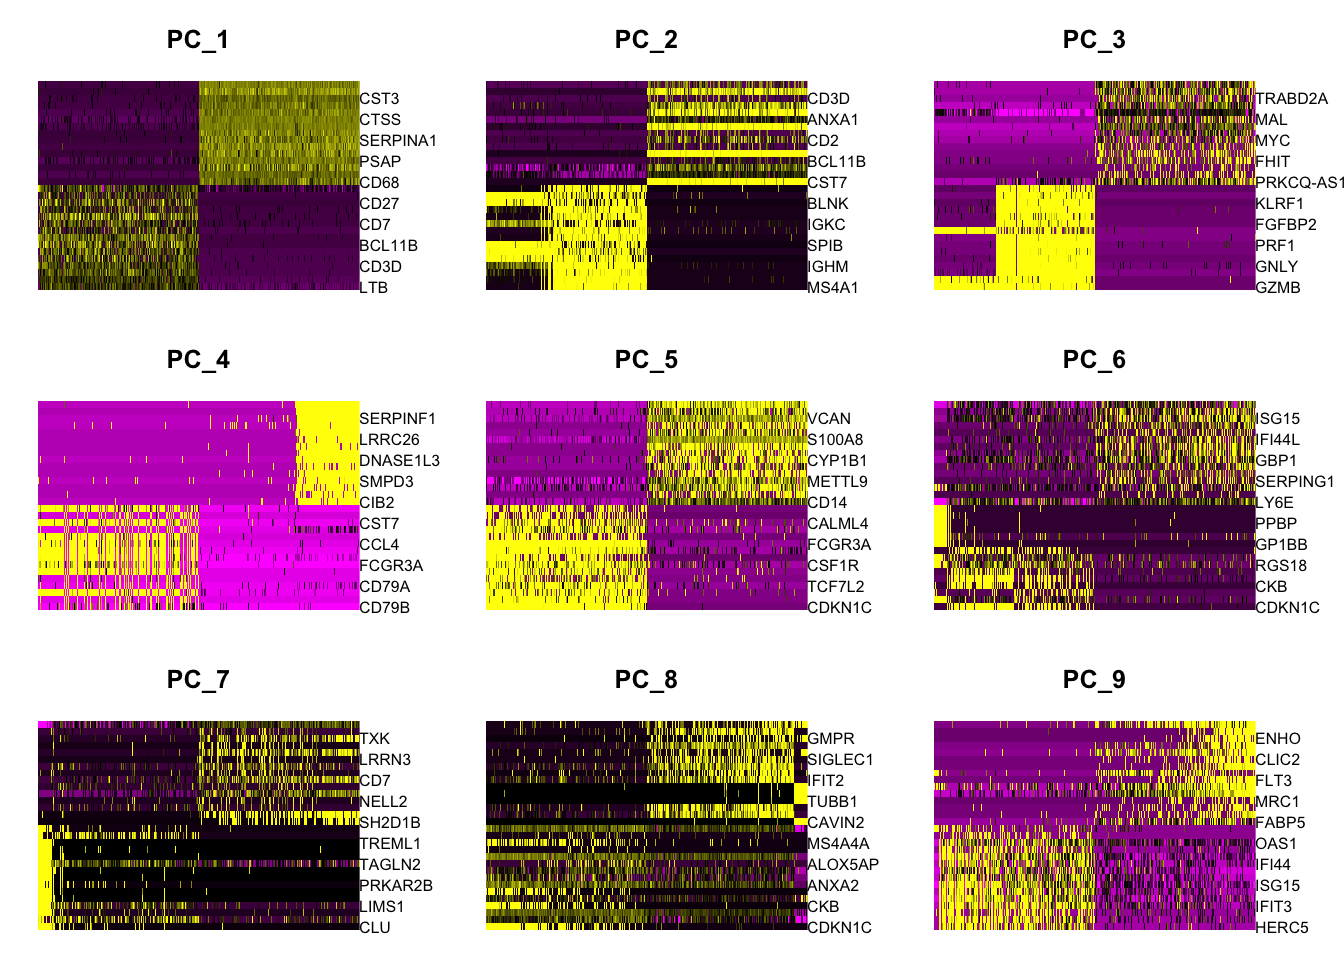 PC_1
CST3
CTSS
SERPINA1
PSAP
CD68
CD27
CD7
BCL11B
CD3D
LTB
PC_2
CD3D
ANXA1
CD2
BCL11B
CST7
BLNK
IGKC
SPIB
IGHM
MS4A1
PC_3
TRABD2A
MAL
MYC
FHIT
PRKCQ-AS1
KLRF1
FGFBP2
PRF1
GNLY
GZMB
PC_4
SERPINF1
LRRC26
DNASE1L3
SMPD3
CIB2
CST7
CCL4
FCGR3A
CD79A
CD79B
PC_5
VCAN
S100A8
CYP1B1
METTL9
CD14
CALML4
FCGR3A
CSF1R
TCF7L2
CDKN1C
PC_6
ISG15
IFI44L
GBP1
SERPING1
LY6E
PPBP
GP1BB
RGS18
CKB
CDKN1C
PC_7
TXK
LRRN3
CD7
NELL2
SH2D1B
TREML1
TAGLN2
PRKAR2B
LIMS1
CLU
PC_8
GMPR
SIGLEC1
IFIT2
TUBB1
CAVIN2
MS4A4A
ALOX5AP
ANXA2
CKB
CDKN1C
PC_9
ENHO
CLIC2
FLT3
MRC1
FABP5
OAS1
IFI44
ISG15
IFIT3
HERC5